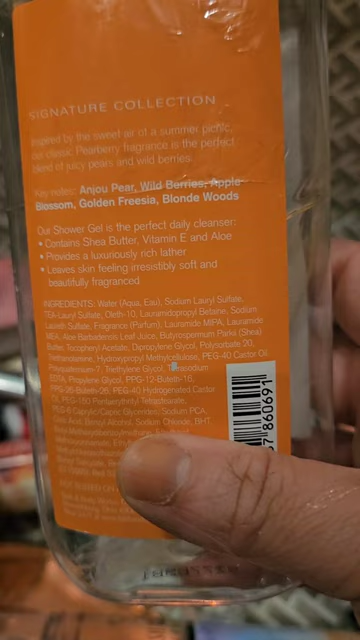 SIGNATURE COLLECTION
Inspired by the sweet air of a summer picnic,
our classic Pearberry fragrance is the perfect
blend of juicy pears and wild berries.
Key notes: Anjou Pear, Wild Berries, Apple
Blossom, Golden Freesia, Blonde Woods
Our Shower Gel is the perfect daily cleanser:
• Contains Shea Butter, Vitamin E and Aloe
• Provides a luxuriously rich lather
• Leaves skin feeling irresistibly soft and
beautifully fragranced
INGREDIENTS: Water (Aqua, Eau), Sodium Lauryl Sulfate,
TEA-Lauryl Sulfate, Oleth-10, Lauramidopropyl Betaine, Sodium
Laureth Sulfate, Fragrance (Parfum), Lauramide MIPA, Lauramide
MEA, Aloe Barbadensis Leaf Juice, Butyrospermum Parkii (Shea)
Butter, Tocopheryl Acetate, Dipropylene Glycol, Polysorbate 20,
Triethanolamine, Hydroxypropyl Methylcellulose, PEG-40 Castor Oil,
Polyquaternium-7, Triethylene Glycol, Tetrasodium
EDTA, Propylene Glycol, PPG-12-Buteth-16,
PPG-26-Buteth-26, PEG-40 Hydrogenated Castor
Oil, PEG-150 Pentaerythrityl Tetrastearate,
PEG-6 Caprylic/Capric Glycerides, Sodium PCA,
Citric Acid, Benzyl Alcohol, Sodium Chloride, BHT,
7 860691